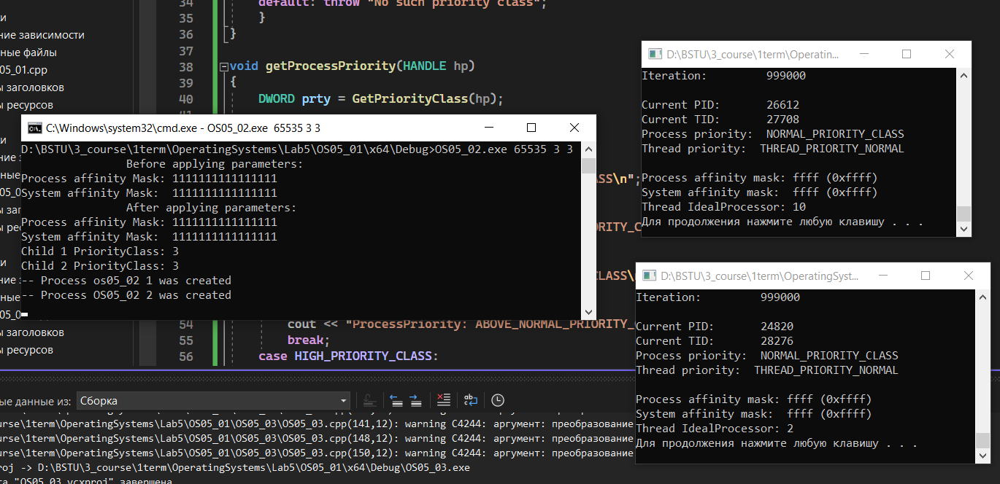 34 default: throw "No such priority class";
ки
35 }
ние зависимости
36 }
ные файлы
37
05_01.cpp
38 void getProcessPriority(HANDLE hp)
ы заголовков
39 {
40 DWORD prty = GetPriorityClass(hp);
ы ресурсов
C:\Windows\system32\cmd.exe - OS05_02.exe 65535 3 3
D:\BSTU\3_course\1term\OperatingSystems\Lab5\OS05_01\x64\Debug>OS05_02.exe 65535 3 3
Before applying parameters:
Process affinity Mask: 1111111111111111
System affinity Mask: 1111111111111111
After applying parameters:
Process affinity Mask: 1111111111111111
System affinity Mask: 1111111111111111
Child 1 PriorityClass: 3
Child 2 PriorityClass: 3
-- Process os05_02 1 was created
-- Process OS05_02 2 was created
D:\BSTU\3_course\1term\Operatin...
Iteration: 999000
Current PID: 26612
Current TID: 27708
Process priority: NORMAL_PRIORITY_CLASS
Thread priority: THREAD_PRIORITY_NORMAL
Process affinity mask: ffff (0xffff)
System affinity mask: ffff (0xffff)
Thread IdealProcessor: 10
Для продолжения нажмите любую клавишу . . .
D:\BSTU\3_course\1term\OperatingSyst...
Iteration: 999000
Current PID: 24820
Current TID: 28276
Process priority: NORMAL_PRIORITY_CLASS
Thread priority: THREAD_PRIORITY_NORMAL
Process affinity mask: ffff (0xffff)
System affinity mask: ffff (0xffff)
Thread IdealProcessor: 2
Для продолжения нажмите любую клавишу . . .
54 cout << "ProcessPriority: ABOVE_NORMAL_PRIORITY_
ы заголовков
55 break;
ы ресурсов
56 case HIGH_PRIORITY_CLASS:
ые данные из: Сборка
urse\1term\OperatingSystems\Lab5\OS05_01\OS05_03\OS05_03.cpp(141,12): warning C4244: аргумент: преобразование
urse\1term\OperatingSystems\Lab5\OS05_01\OS05_03\OS05_03.cpp(148,12): warning C4244: аргумент: преобразование
urse\1term\OperatingSystems\Lab5\OS05_01\OS05_03\OS05_03.cpp(150,12): warning C4244: аргумент: преобразование
roj -> D:\BSTU\3_course\1term\OperatingSystems\Lab5\OS05_01\x64\Debug\OS05_03.exe
та "OS05_03.vcxproj" завершена